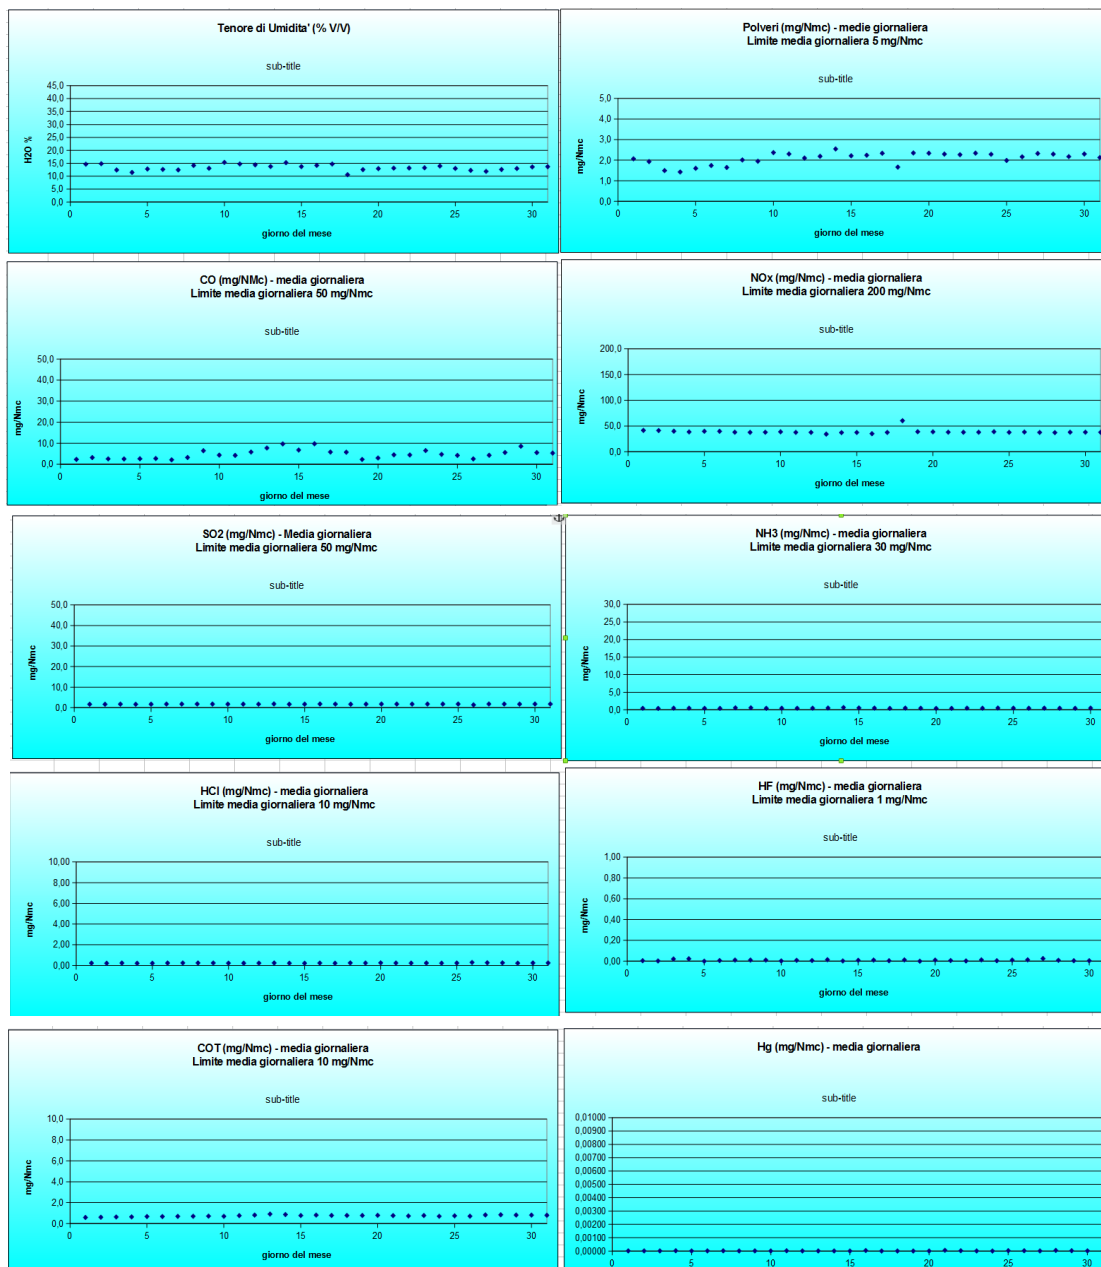 Tenore di Umidita' (% V/V)
sub-title
45,0
40,0
35,0
30,0
25,0
20,0
15,0
10,0
5,0
0,0
H2O %
0 5 10 15 20 25 30
giorno del mese
Polveri (mg/Nmc) - medie giornaliera
Limite media giornaliera 5 mg/Nmc
sub-title
5,0
4,0
3,0
2,0
1,0
0,0
mg/Nmc
0 5 10 15 20 25 30
giorno del mese
CO (mg/NMc) - media giornaliera
Limite media giornaliera 50 mg/Nmc
sub-title
50,0
40,0
30,0
20,0
10,0
0,0
mg/Nmc
0 5 10 15 20 25 30
giorno del mese
NOx (mg/Nmc) - media giornaliera
Limite media giornaliera 200 mg/Nmc
sub-title
200,0
150,0
100,0
50,0
0,0
mg/Nmc
0 5 10 15 20 25 30
giorno del mese
SO2 (mg/Nmc) - Media giornaliera
Limite media giornaliera 50 mg/Nmc
sub-title
50,0
40,0
30,0
20,0
10,0
0,0
mg/Nmc
0 5 10 15 20 25 30
giorno del mese
NH3 (mg/Nmc) - media giornaliera
Limite media giornaliera 30 mg/Nmc
sub-title
30,0
25,0
20,0
15,0
10,0
5,0
0,0
mg/Nmc
0 5 10 15 20 25 30
giorno del mese
HCl (mg/Nmc) - media giornaliera
Limite media giornaliera 10 mg/Nmc
sub-title
10,00
8,00
6,00
4,00
2,00
0,00
mg/Nmc
0 5 10 15 20 25 30
giorno del mese
HF (mg/Nmc) - media giornaliera
Limite media giornaliera 1 mg/Nmc
sub-title
1,00
0,80
0,60
0,40
0,20
0,00
mg/Nmc
0 5 10 15 20 25 30
giorno del mese
COT (mg/Nmc) - media giornaliera
Limite media giornaliera 10 mg/Nmc
sub-title
10,0
8,0
6,0
4,0
2,0
0,0
mg/Nmc
0 5 10 15 20 25 30
giorno del mese
Hg (mg/Nmc) - media giornaliera
sub-title
0,01000
0,00900
0,00800
0,00700
0,00600
0,00500
0,00400
0,00300
0,00200
0,00100
0,00000
mg/Nmc
0 5 10 15 20 25 30